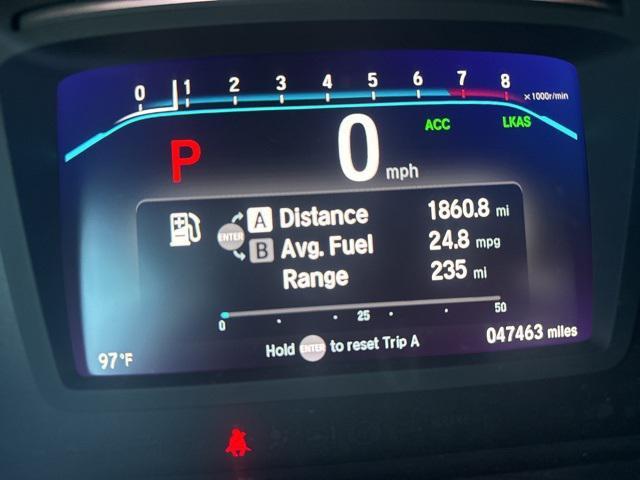 0 1 2 3 4 5 6 7 8 ×1000r/min
P 0 mph ACC LKAS
A Distance 1860.8 mi
ENTER B Avg. Fuel 24.8 mpg
Range 235 mi
0 25 50
Hold ENTER to reset Trip A 047463 miles
97°F